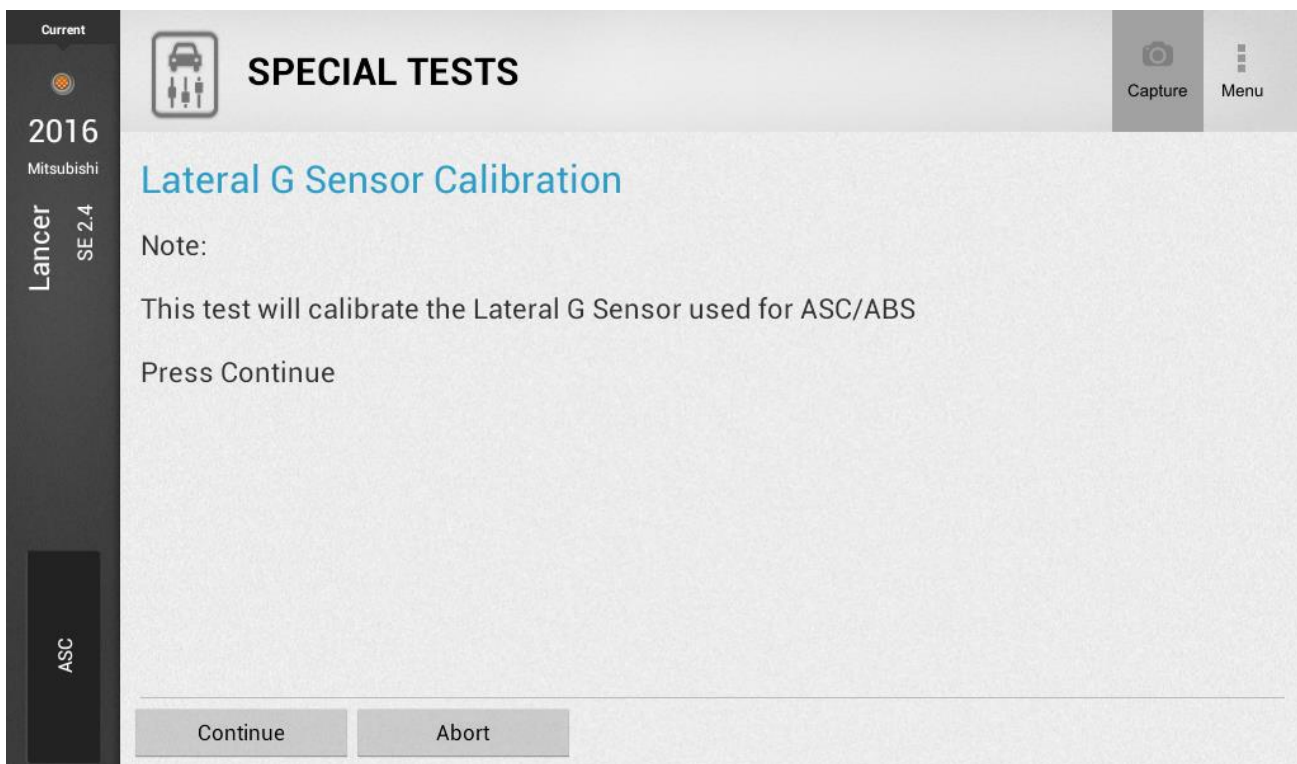 Current
2016
Mitsubishi
Lancer
SE 2.4
ASC
SPECIAL TESTS
Capture
Menu
Lateral G Sensor Calibration
Note:
This test will calibrate the Lateral G Sensor used for ASC/ABS
Press Continue
Continue
Abort